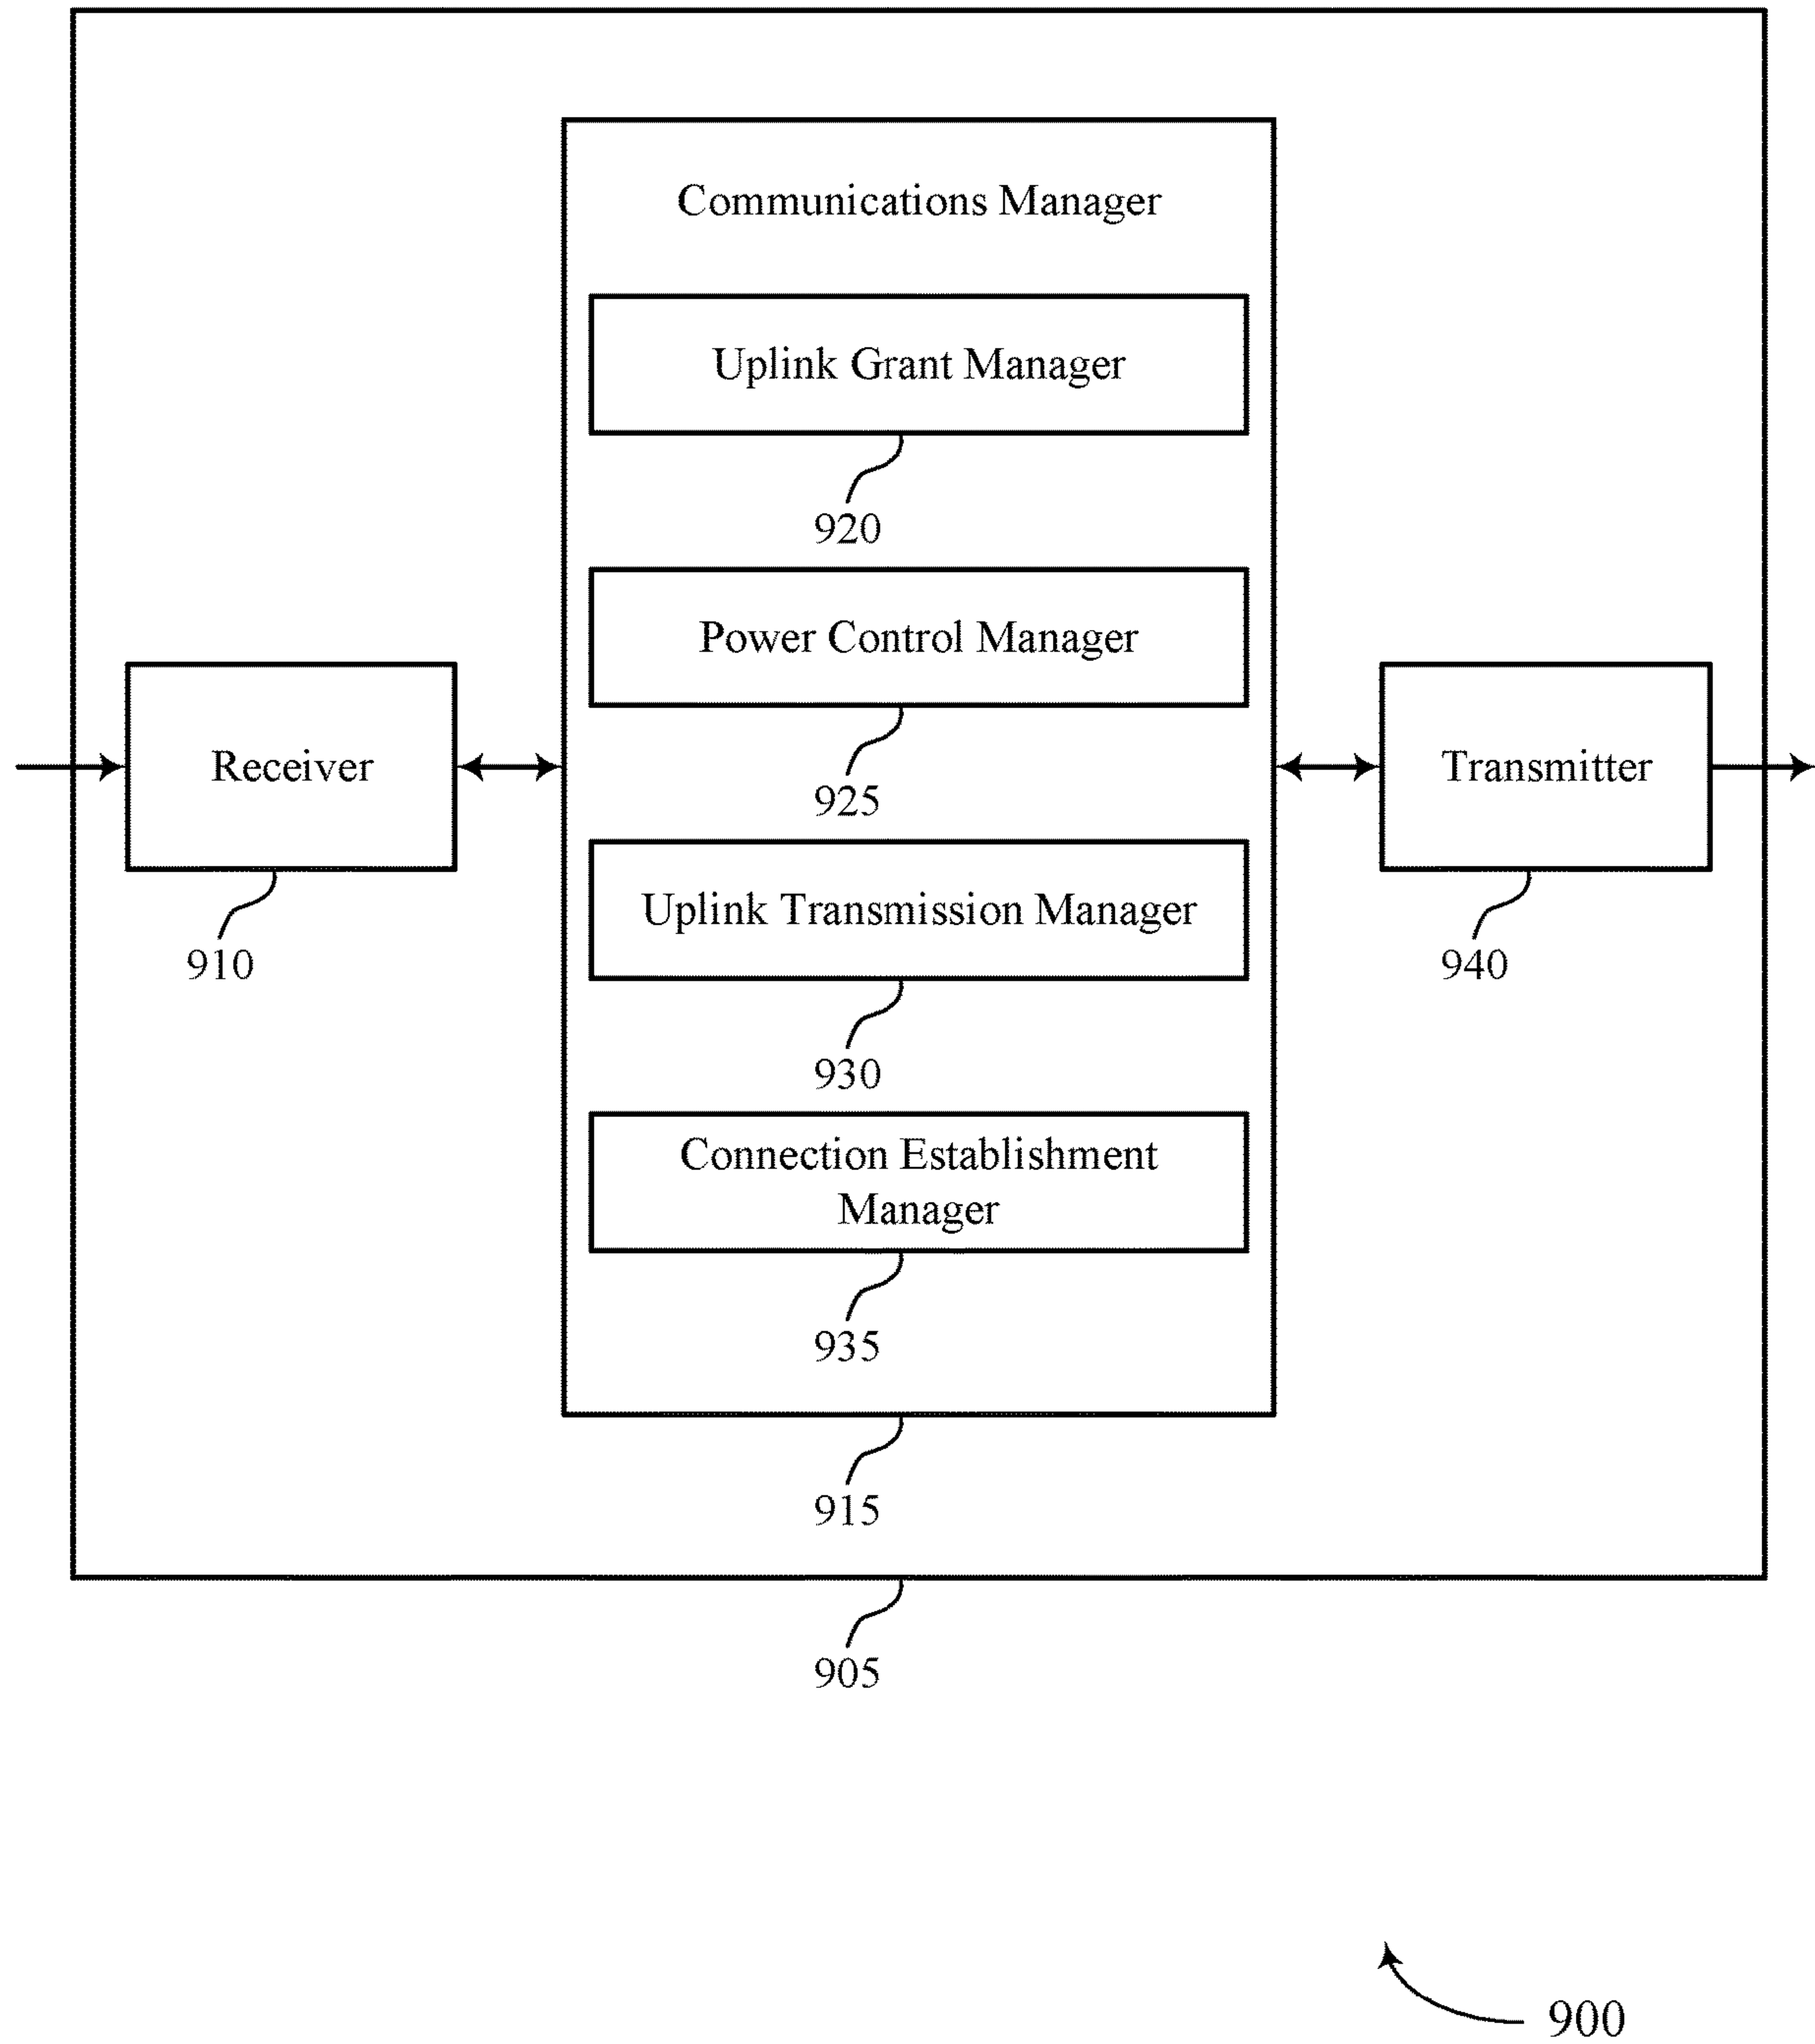 Communications Manager
Uplink Grant Manager
920
Power Control Manager
925
Receiver
910
Uplink Transmission Manager
930
Transmitter
940
Connection Establishment
Manager
935
915
905
900